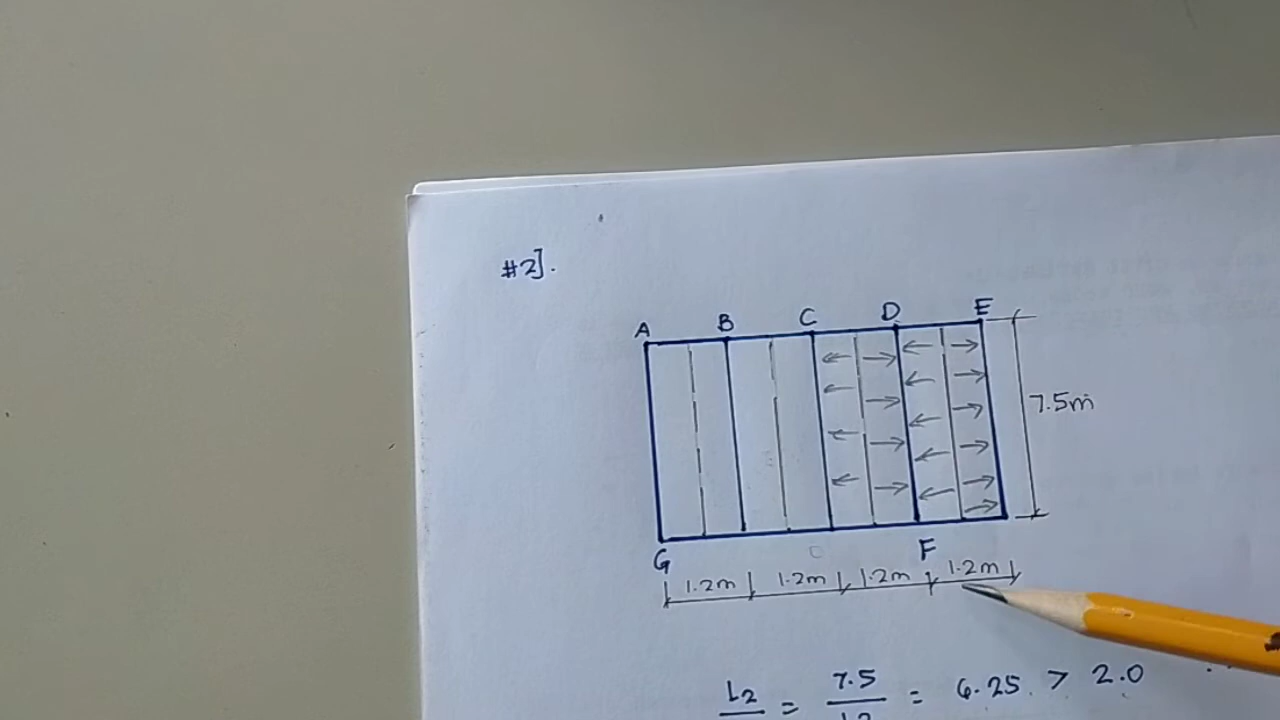 #2].
A B C D E
7.5m
G F
1.2m 1.2m 1.2m 1.2m
L2 = 7.5 = 6.25 > 2.0